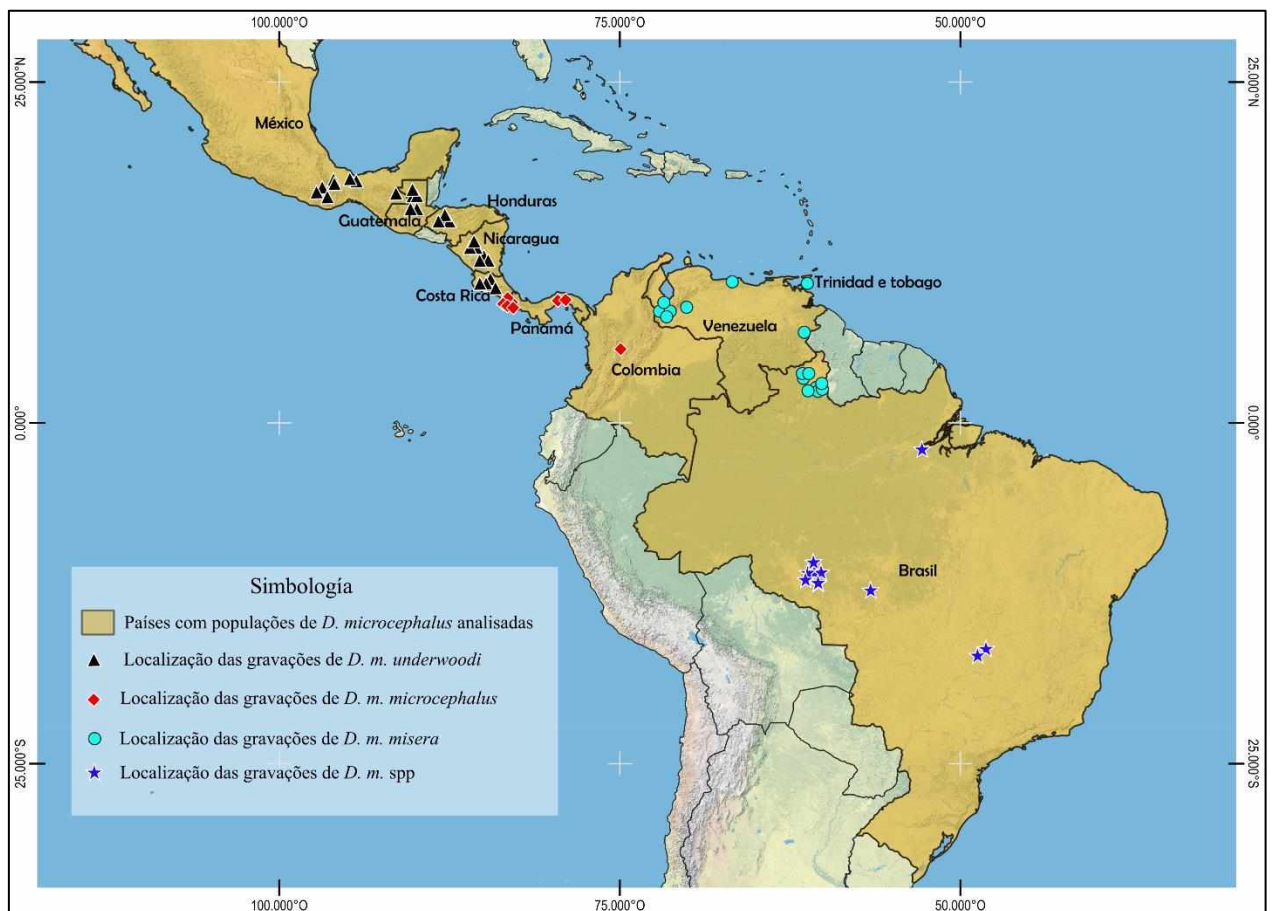 100.000°O 75.000°O 50.000°O
25.000°N 25.000°N
México
Honduras
Guatemala
Nicaragua
Costa Rica
Trinidad e tobago
Panamá
Venezuela
Colombia
0.000° 0.000°
Brasil
Simbología
Países com populações de D. microcephalus analisadas
Localização das gravações de D. m. underwoodi
Localização das gravações de D. m. microcephalus
Localização das gravações de D. m. misera
Localização das gravações de D. m. spp
25.000°S 25.000°S
100.000°O 75.000°O 50.000°O